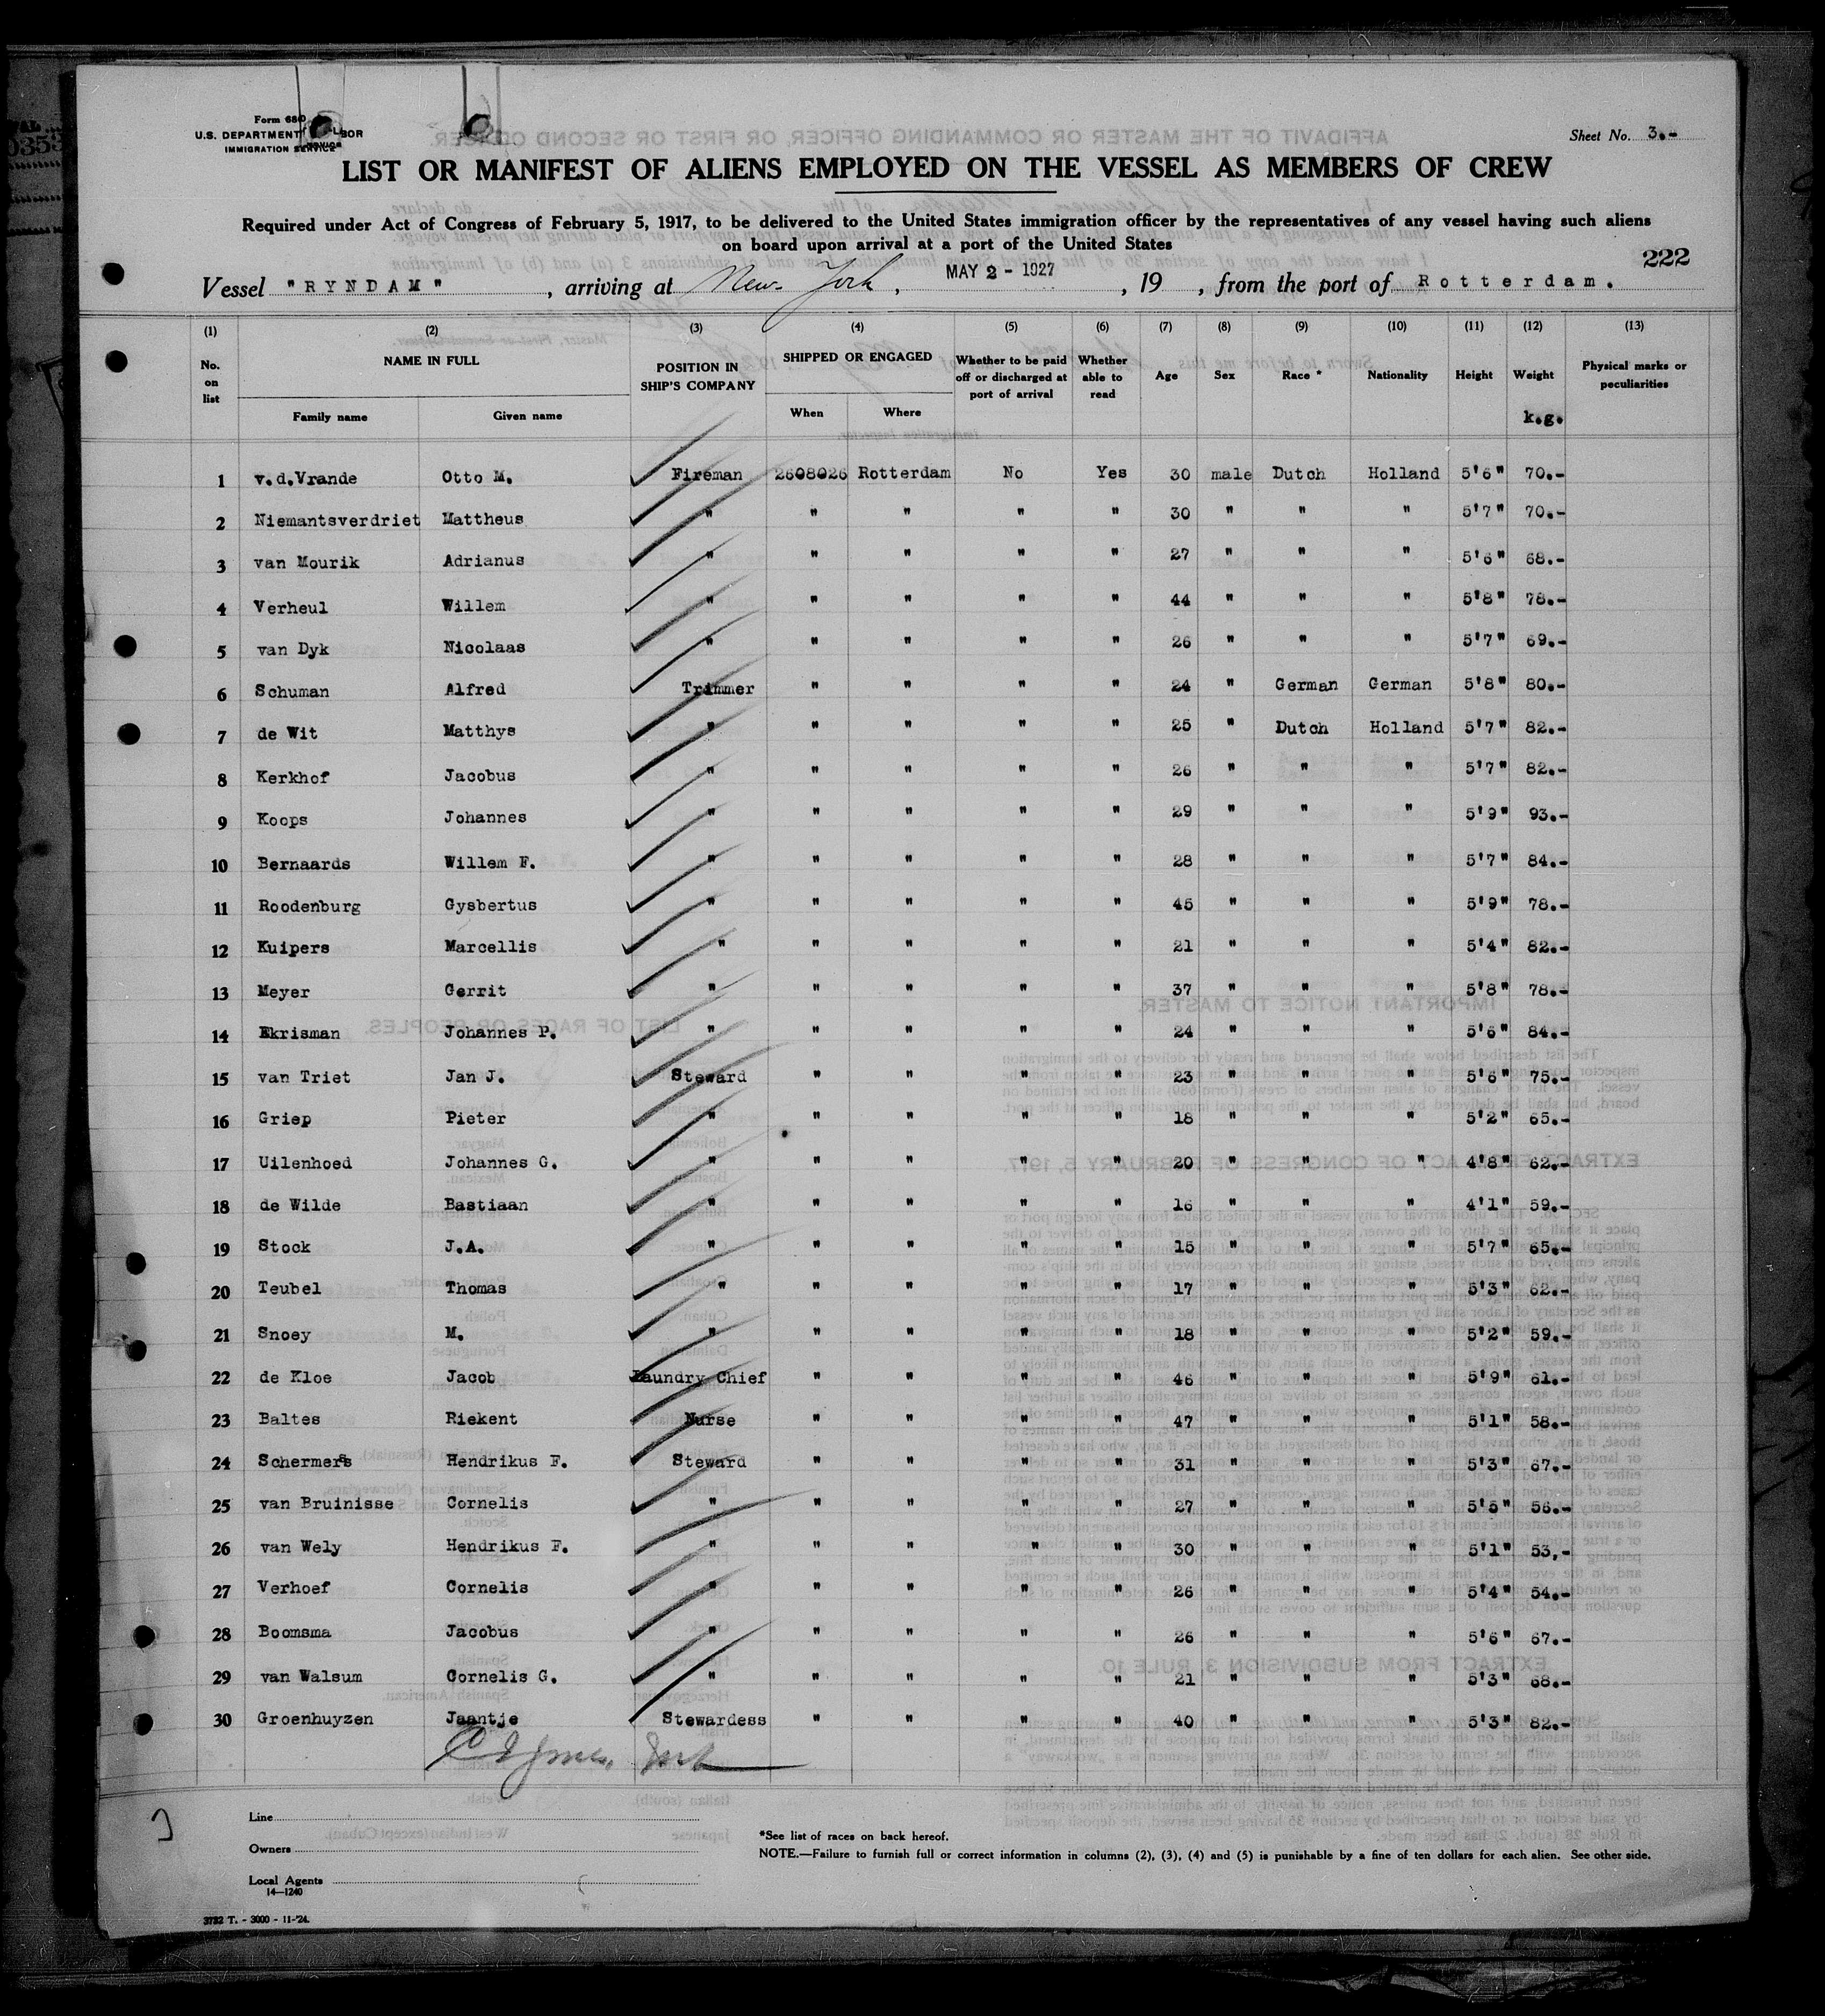 Form 680
U.S. DEPARTMENT LABOR
IMMIGRATION SERVICE
Sheet No. 3.-
LIST OR MANIFEST OF ALIENS EMPLOYED ON THE VESSEL AS MEMBERS OF CREW
Required under Act of Congress of February 5, 1917, to be delivered to the United States immigration officer by the representatives of any vessel having such aliens
on board upon arrival at a port of the United States
222
Vessel "RYNDAM", arriving at New York, MAY 2 - 1927, 19 , from the port of Rotterdam.
(1) (2) (3) (4) (5) (6) (7) (8) (9) (10) (11) (12) (13)
No. on list NAME IN FULL POSITION IN SHIP'S COMPANY SHIPPED OR ENGAGED Whether to be paid off or discharged at port of arrival Whether able to read Age Sex Race * Nationality Height Weight Physical marks or peculiarities
Family name Given name When Where k.g.
1 v.d.Vrande Otto M. Fireman 2608026 Rotterdam No Yes 30 male Dutch Holland 5'6" 70.-
2 Niemantsverdriet Mattheus " " " " " 30 " " " 5'7" 70.-
3 van Mourik Adrianus " " " " " 27 " " " 5'6" 68.-
4 Verheul Willem " " " " " 44 " " " 5'8" 78.-
5 van Dyk Nicolaas " " " " " 26 " " " 5'7" 69.-
6 Schuman Alfred Trimmer " " " " 24 " German German 5'8" 80.-
7 de Wit Matthys " " " " " 25 " Dutch Holland 5'7" 82.-
8 Kerkhof Jacobus " " " " " 26 " " " 5'7" 82.-
9 Koops Johannes " " " " " 29 " " " 5'9" 93.-
10 Bernaards Willem F. " " " " " 28 " " " 5'7" 84.-
11 Roodenburg Gysbertus " " " " " 45 " " " 5'9" 78.-
12 Kuipers Marcellis " " " " " 21 " " " 5'4" 82.-
13 Meyer Gerrit " " " " " 37 " " " 5'8" 78.-
14 Ekrisman Johannes P. " " " " " 24 " " " 5'6" 84.-
15 van Triet Jan J. Steward " " " " 23 " " " 5'6" 75.-
16 Griep Pieter " " " " " 18 " " " 5'2" 65.-
17 Uilenhoed Johannes G. " " " " " 20 " " " 4'8" 62.-
18 de Wilde Bastiaan " " " " " 16 " " " 4'1" 59.-
19 Stock J.A. " " " " " 15 " " " 5'7" 65.-
20 Teubel Thomas " " " " " 17 " " " 5'3" 62.-
21 Snoey M. " " " " " 18 " " " 5'2" 59.-
22 de Kloe Jacob Laundry Chief " " " " 46 " " " 5'9" 61.-
23 Baltes Riekent Nurse " " " " 47 " " " 5'1" 58.-
24 Schermers Hendrikus F. Steward " " " " 31 " " " 5'3" 67.-
25 van Bruinisse Cornelis " " " " " 27 " " " 5'5" 56.-
26 van Wely Hendrikus F. " " " " " 30 " " " 5'1" 53,-
27 Verhoef Cornelis " " " " " 26 " " " 5'4" 54.-
28 Boomsma Jacobus " " " " " 26 " " " 5'6" 67.-
29 van Walsum Cornelis G. " " " " " 21 " " " 5'3" 68.-
30 Groenhuyzen Jaantje Stewardess " " " " 40 " " " 5'3" 82.-
Line
Owners
Local Agents
14—1240
*See list of races on back hereof.
NOTE.—Failure to furnish full or correct information in columns (2), (3), (4) and (5) is punishable by a fine of ten dollars for each alien. See other side.
3732 T. - 3000 - 11-'24.